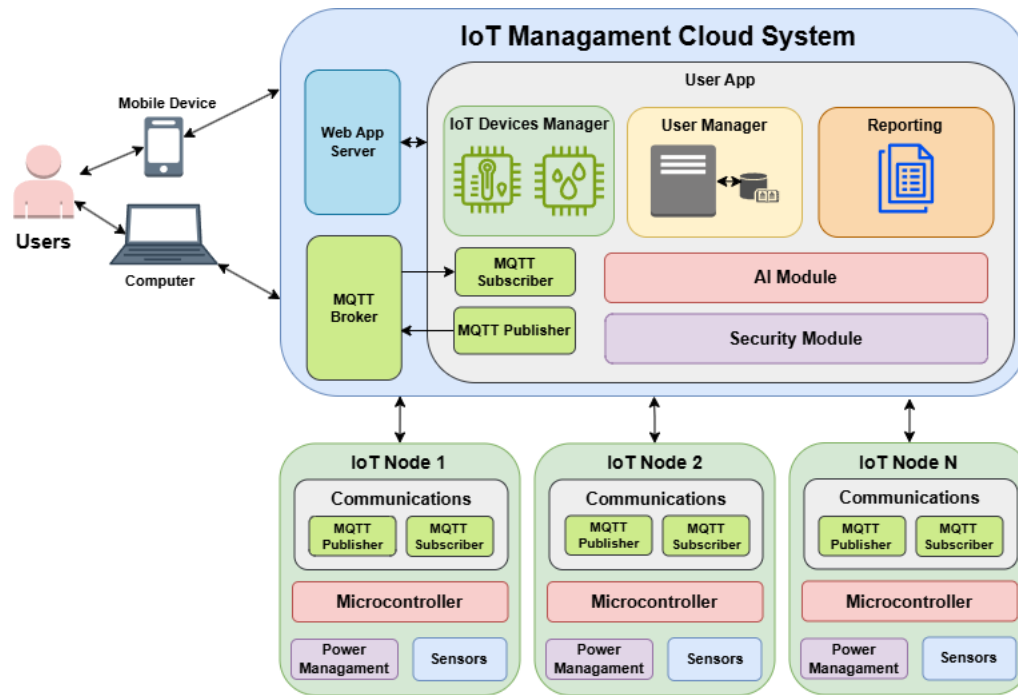 IoT Managament Cloud System
User App
Mobile Device
Web App
Server
IoT Devices Manager
User Manager
Reporting
Users
Computer
MQTT
Broker
MQTT
Subscriber
MQTT Publisher
AI Module
Security Module
IoT Node 1
Communications
MQTT
Publisher
MQTT
Subscriber
Microcontroller
Power
Managament
Sensors
IoT Node 2
Communications
MQTT
Publisher
MQTT
Subscriber
Microcontroller
Power
Managament
Sensors
IoT Node N
Communications
MQTT
Publisher
MQTT
Subscriber
Microcontroller
Power
Managament
Sensors